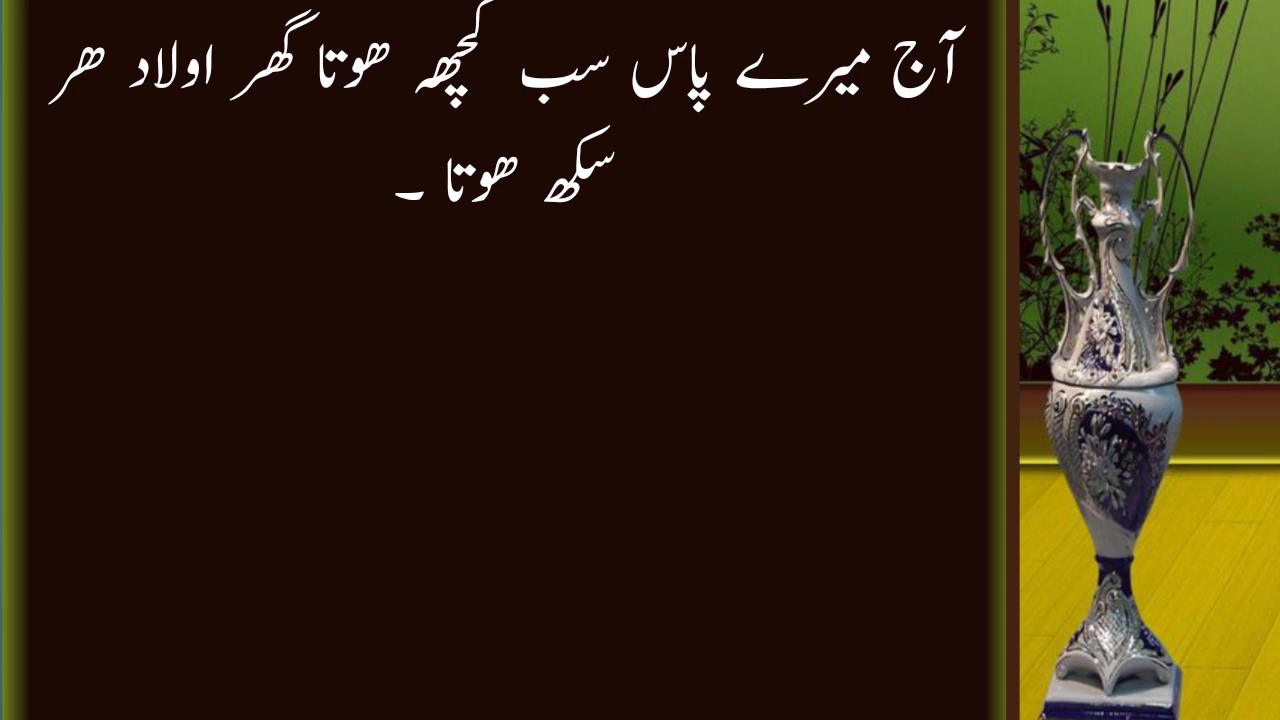 آج میرے پاس سب کچھ ھوتا گھر اولاد ھر
سکھ ھوتا ۔